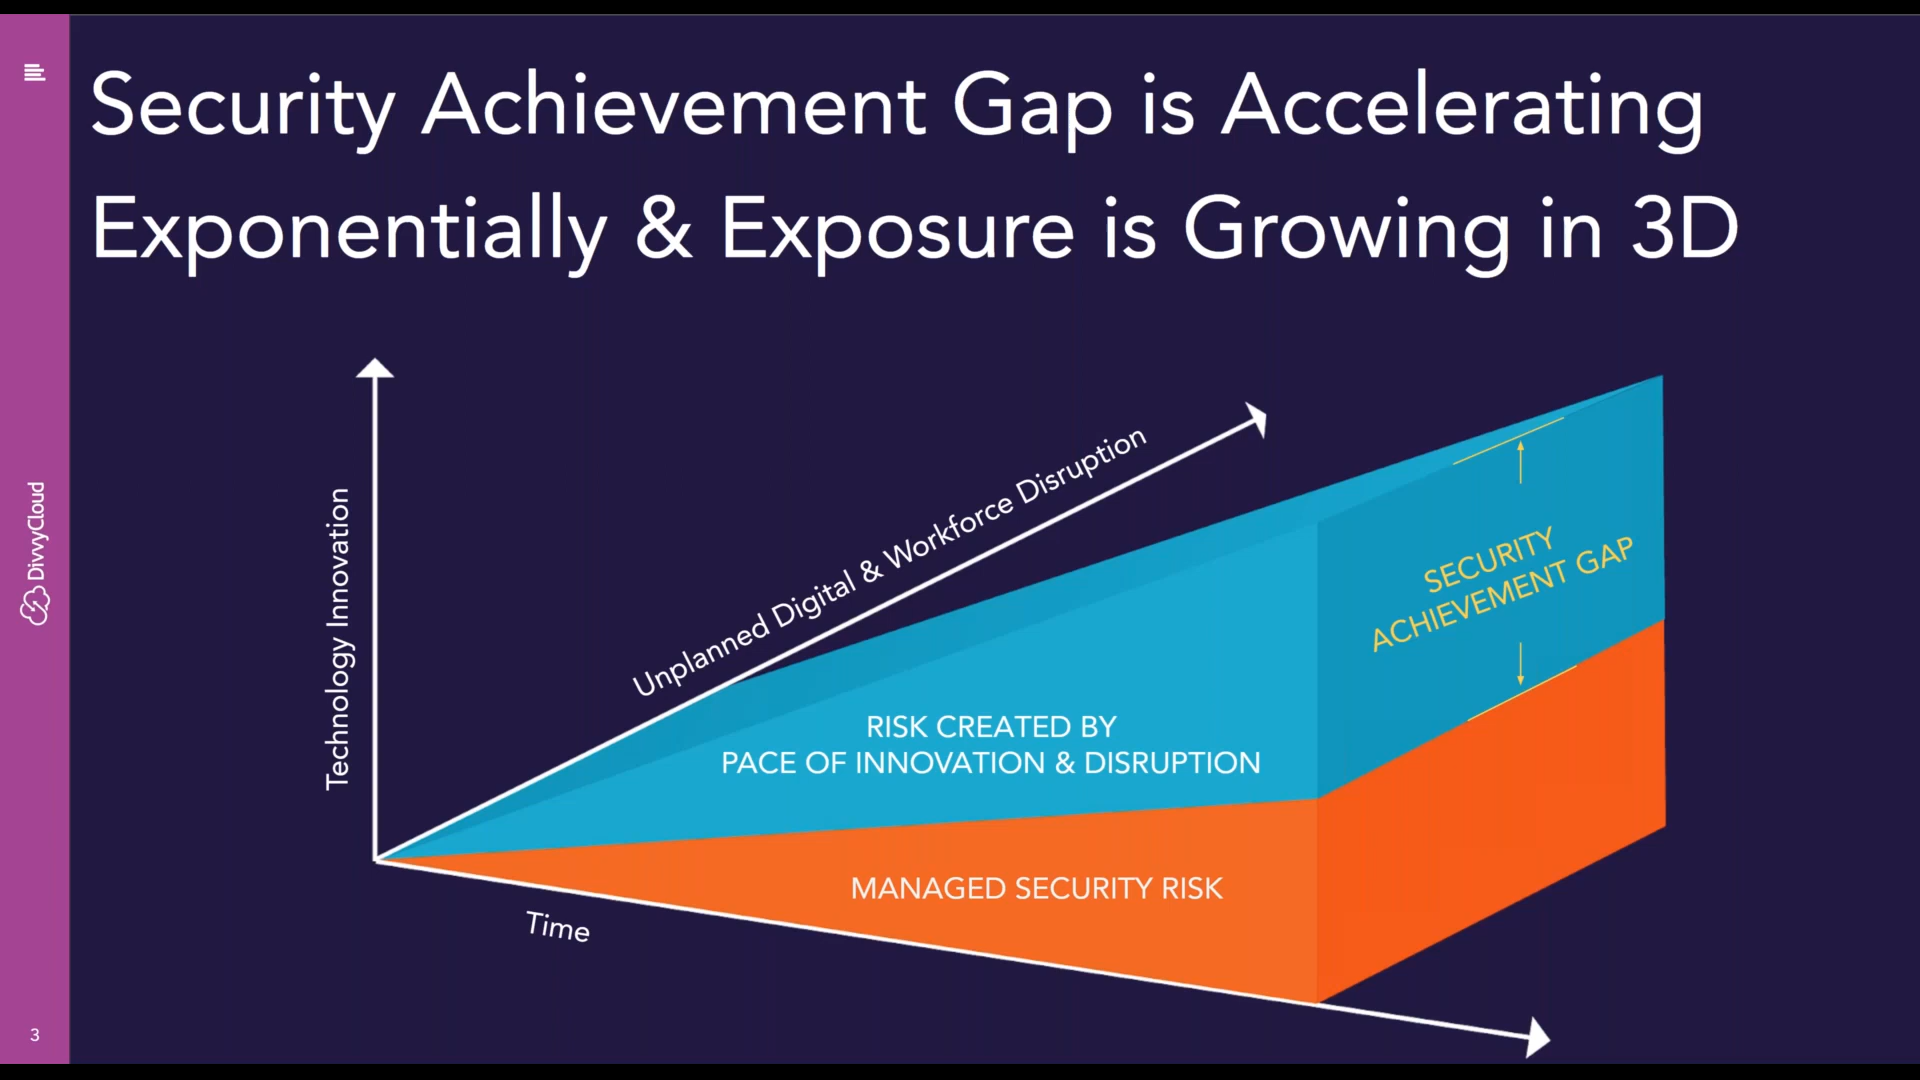 Security Achievement Gap is Accelerating
Exponentially & Exposure is Growing in 3D
Technology Innovation
Unplanned Digital & Workforce Disruption
SECURITY
ACHIEVEMENT GAP
RISK CREATED BY
PACE OF INNOVATION & DISRUPTION
MANAGED SECURITY RISK
Time
DivvyCloud
3